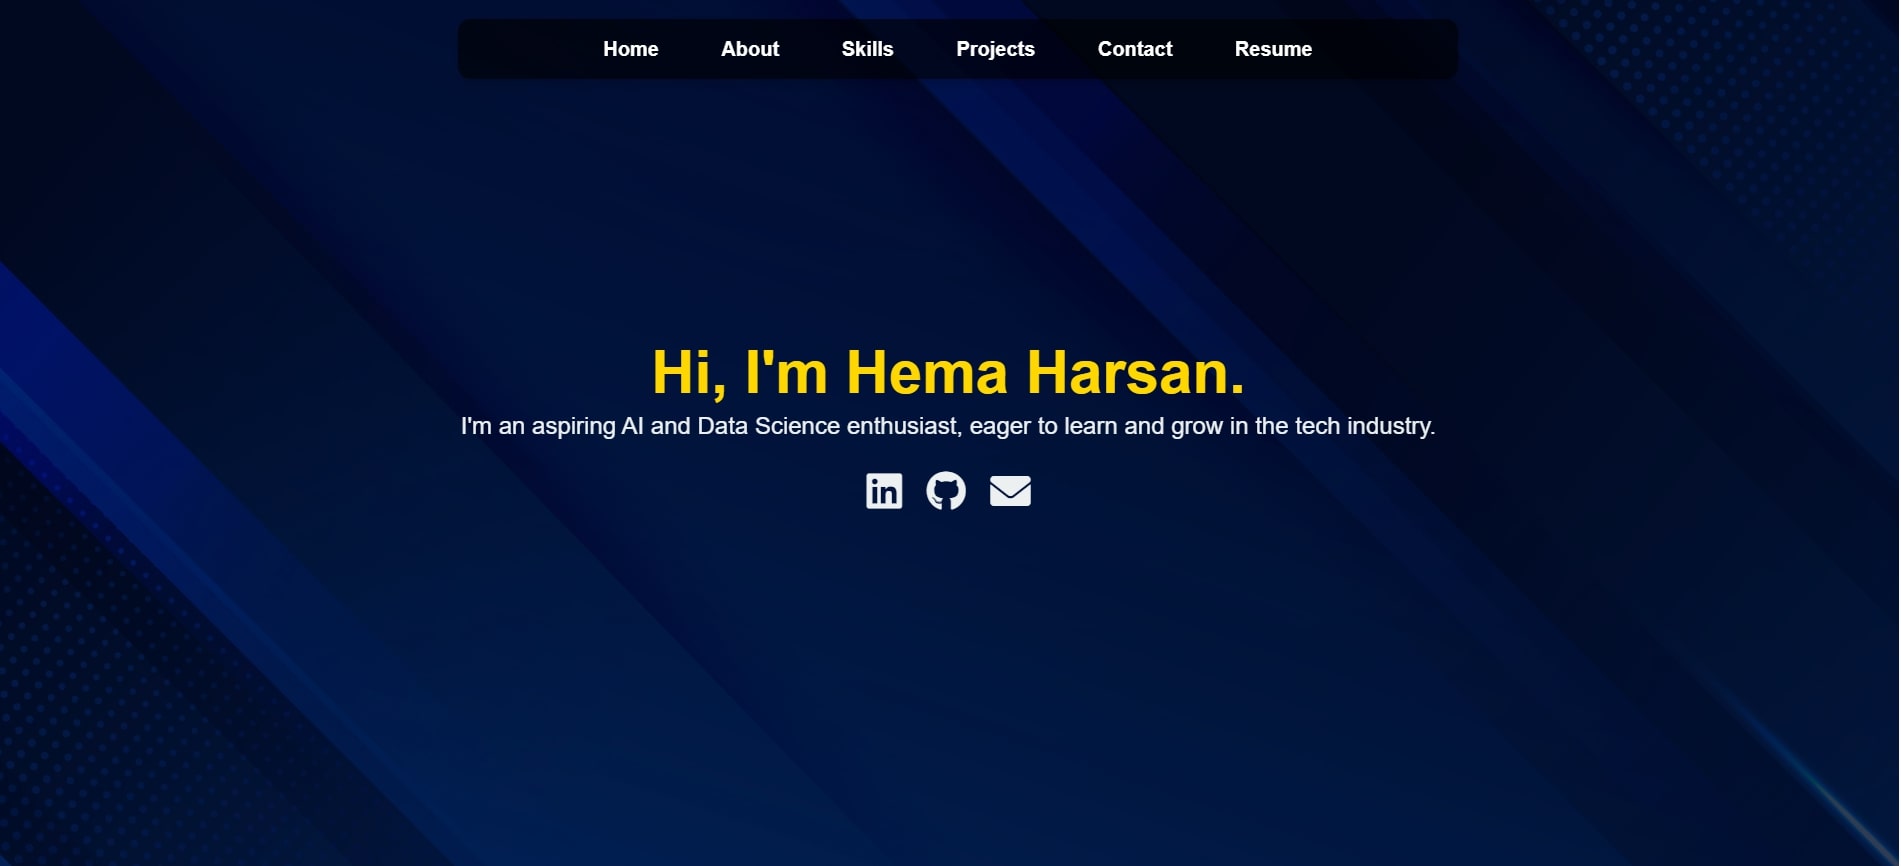 Home About Skills Projects Contact Resume
Hi, I'm Hema Harsan.
I'm an aspiring AI and Data Science enthusiast, eager to learn and grow in the tech industry.
in